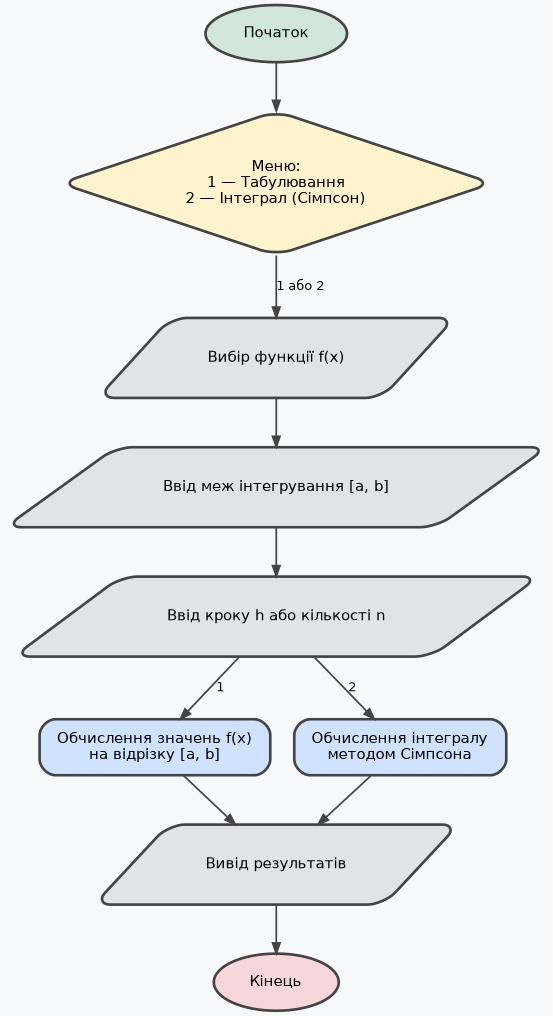 Початок
Меню:
1 — Табулювання
2 — Інтеграл (Сімпсон)
1 або 2
Вибір функції f(x)
Ввід меж інтегрування [a, b]
Ввід кроку h або кількості n
1
2
Обчислення значень f(x)
на відрізку [a, b]
Обчислення інтегралу
методом Сімпсона
Вивід результатів
Кінець